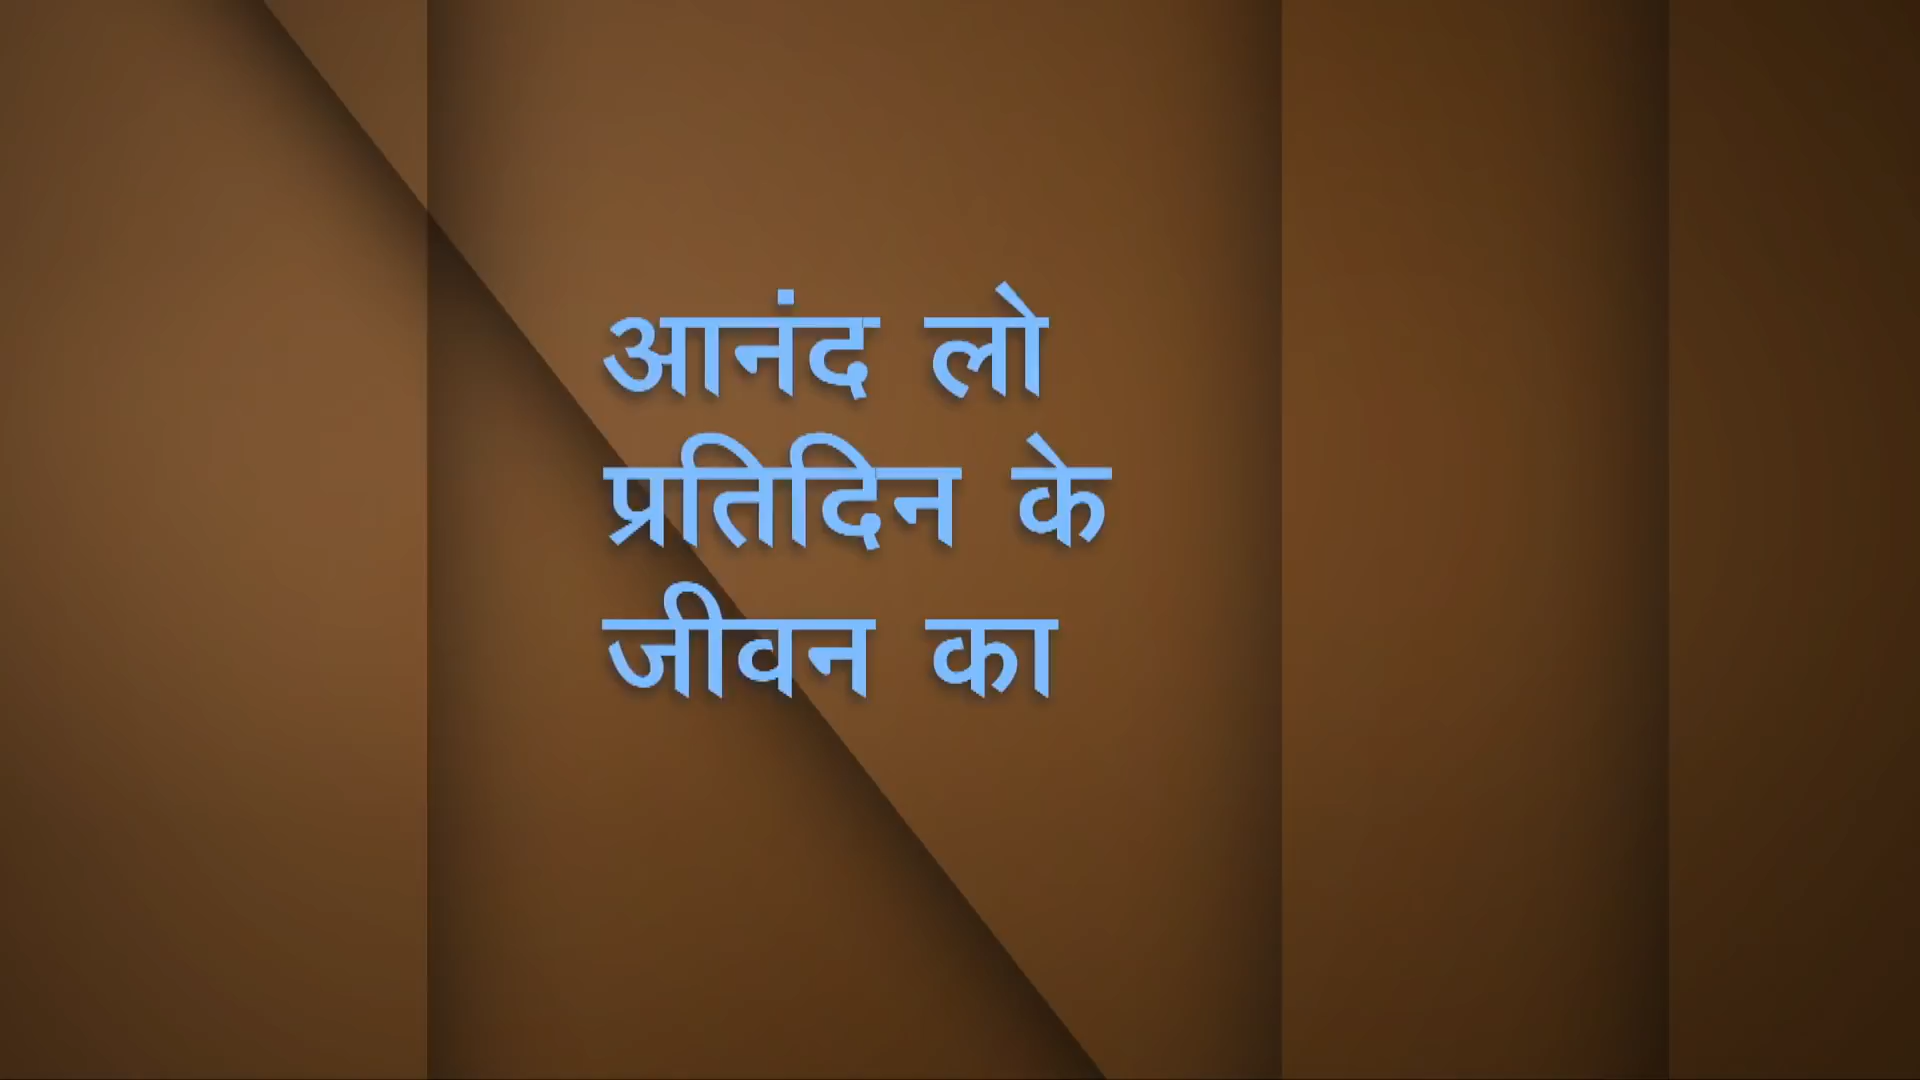 आनंद लो
प्रतिदिन के
जीवन का